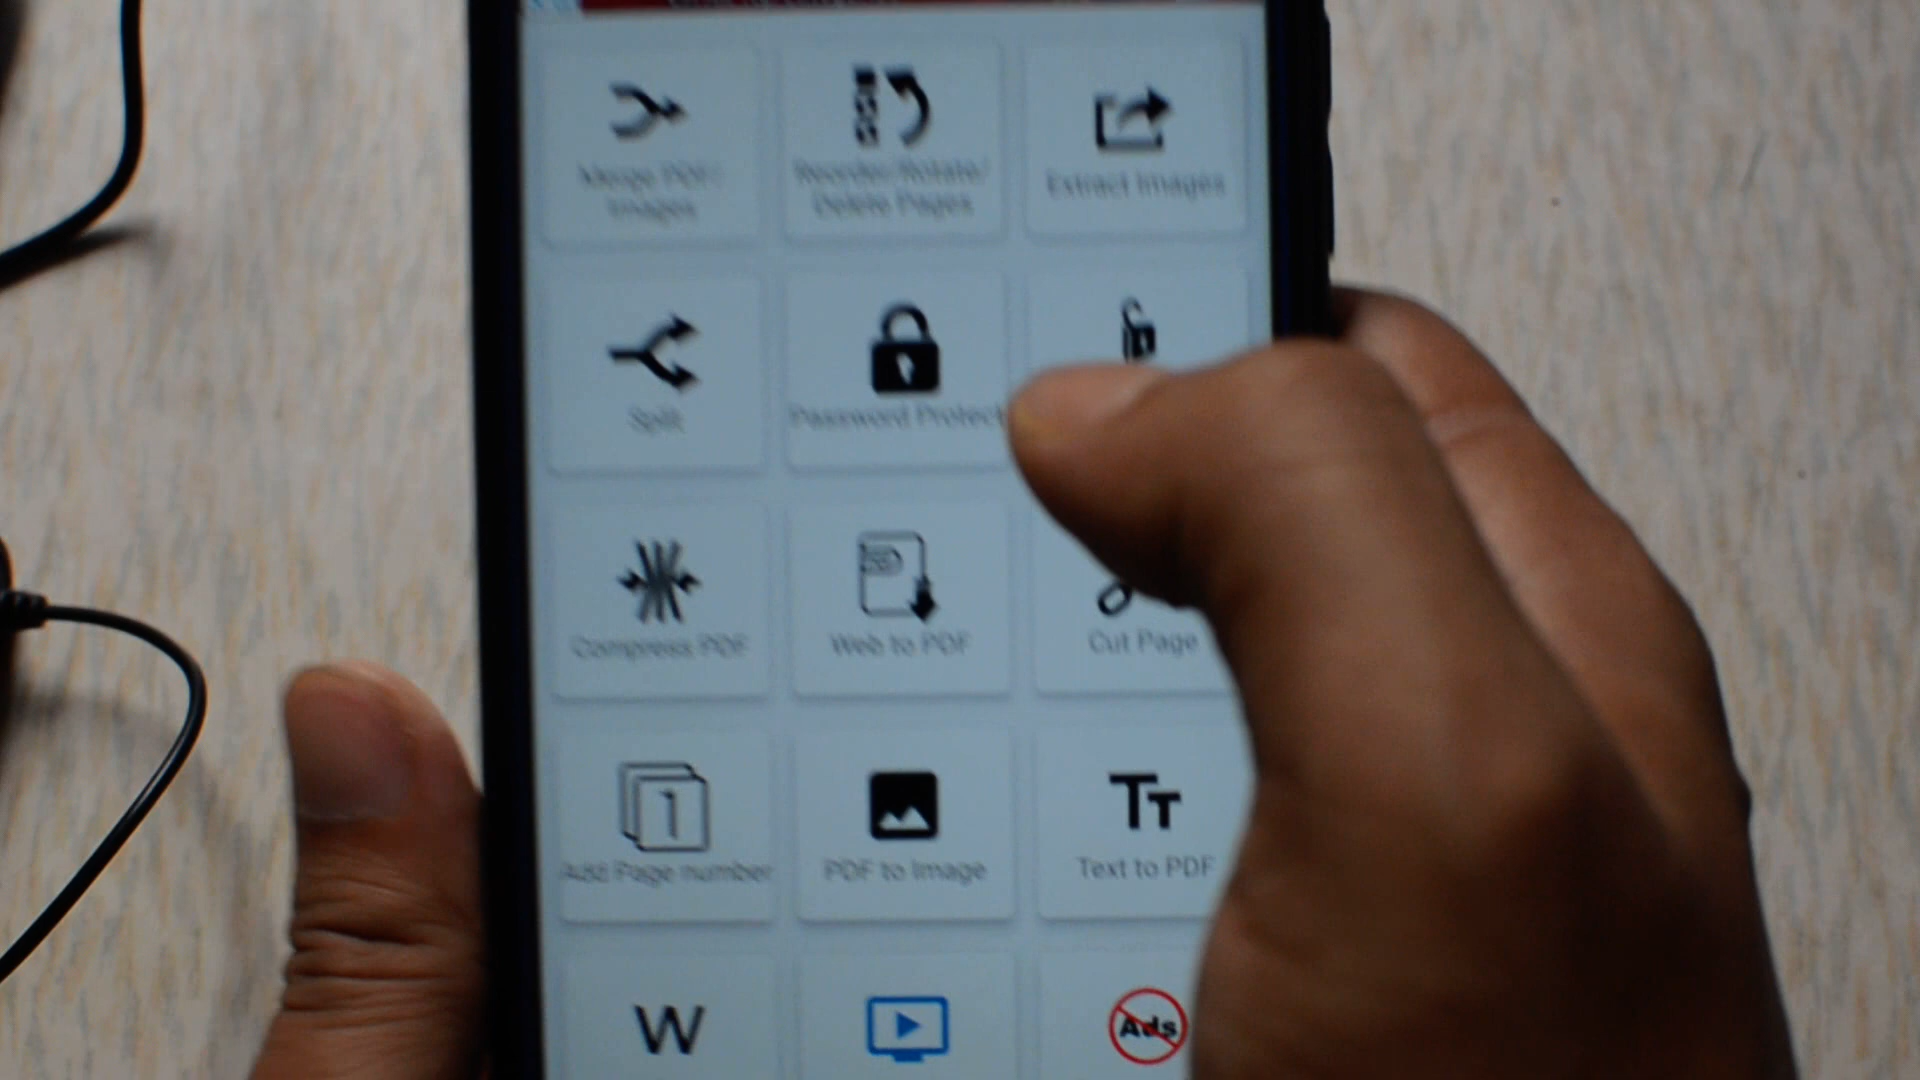 Merge PDF/
Images
Reorder/Rotate/
Delete Pages
Extract Images
Split
Password Protect
Compress PDF
Web to PDF
Cut Page
Add Page number
PDF to Image
Text to PDF
W
Ads